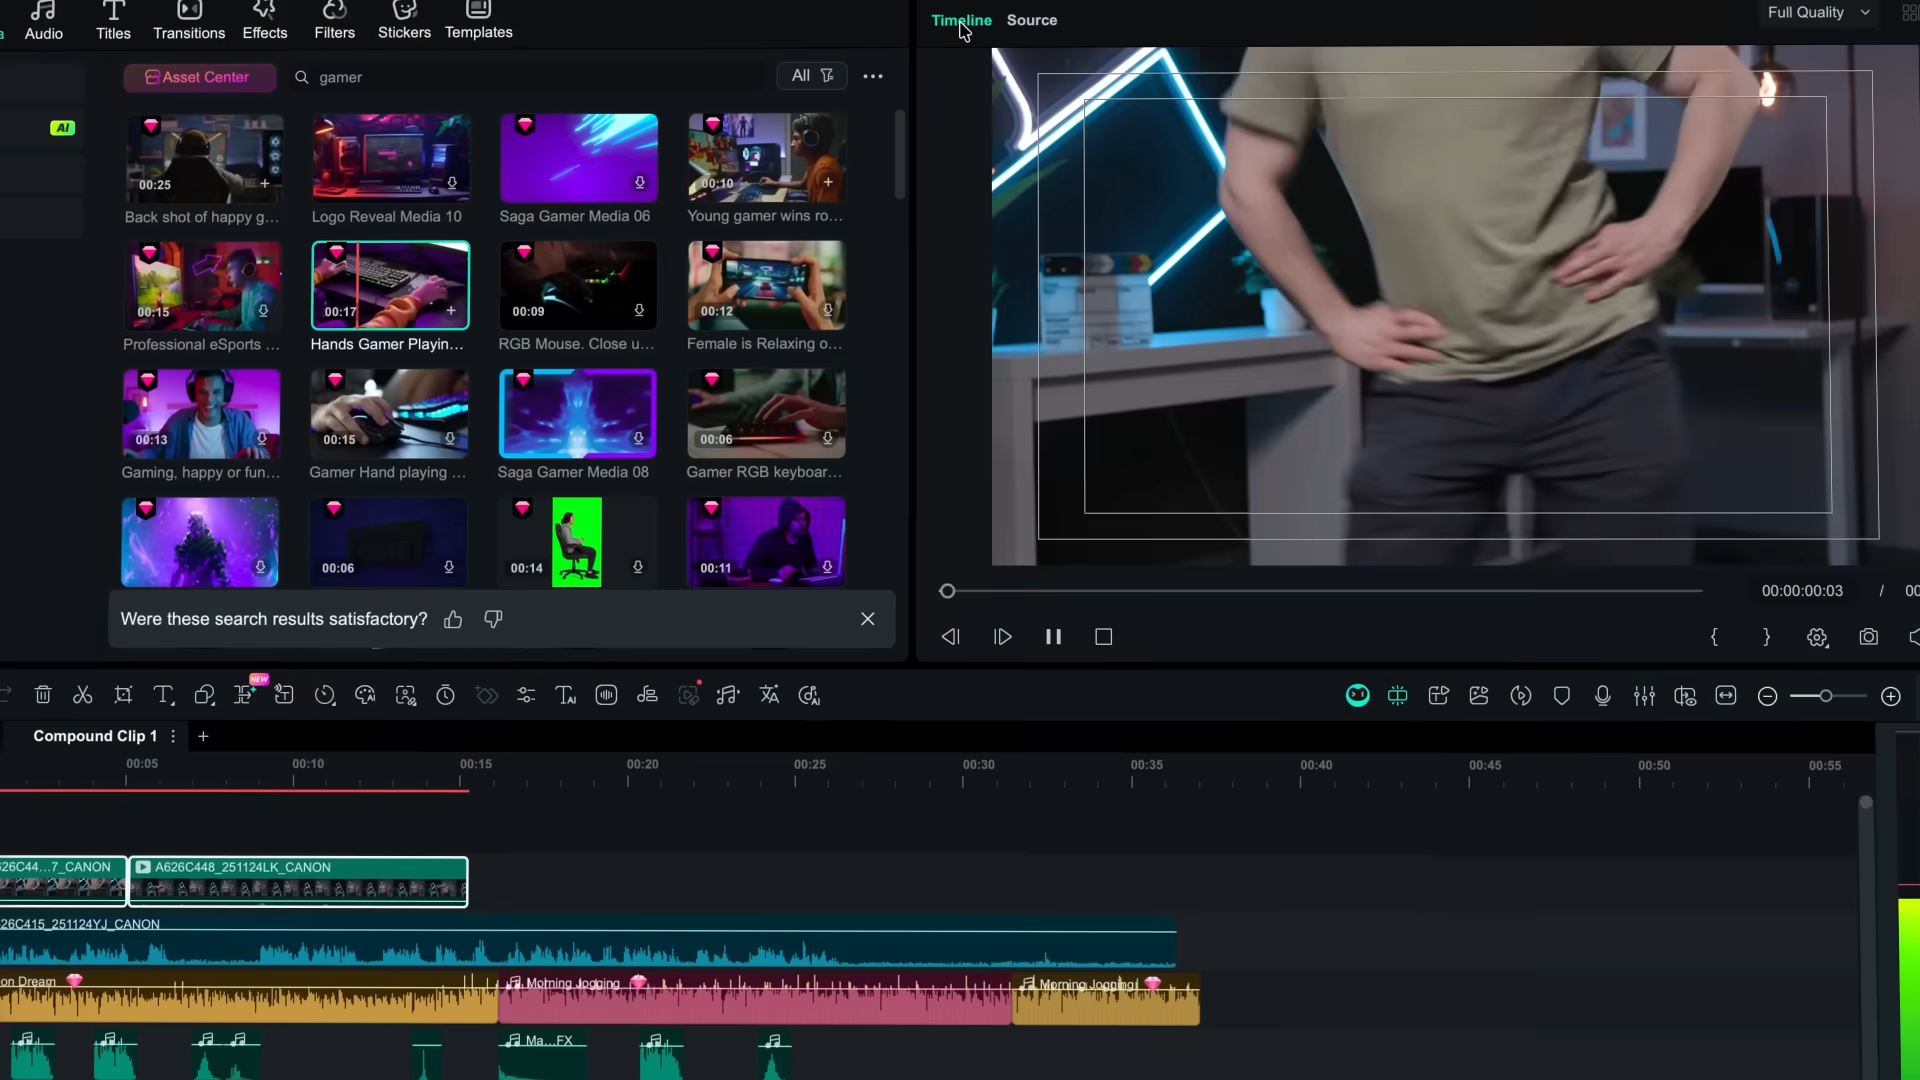 Audio
Titles
Transitions
Effects
Filters
Stickers
Templates
Timeline
Source
Full Quality
Asset Center
gamer
All
AI
00:25
00:10
Back shot of happy g...
Logo Reveal Media 10
Saga Gamer Media 06
Young gamer wins ro...
00:15
00:17
00:09
00:12
Professional eSports ...
Hands Gamer Playin...
RGB Mouse. Close u...
Female is Relaxing o...
00:13
00:15
00:06
Gaming, happy or fun...
Gamer Hand playing ...
Saga Gamer Media 08
Gamer RGB keyboar...
00:06
00:14
00:11
Were these search results satisfactory?
00:00:00:03
/
00
NEW
Compound Clip 1
00:05
00:10
00:15
00:20
00:25
00:30
00:35
00:40
00:45
00:50
00:55
26C44...7_CANON
A626C448_251124LK_CANON
26C415_251124YJ_CANON
on Dream
Morning Jogging
Morning Jogging
Ma...FX